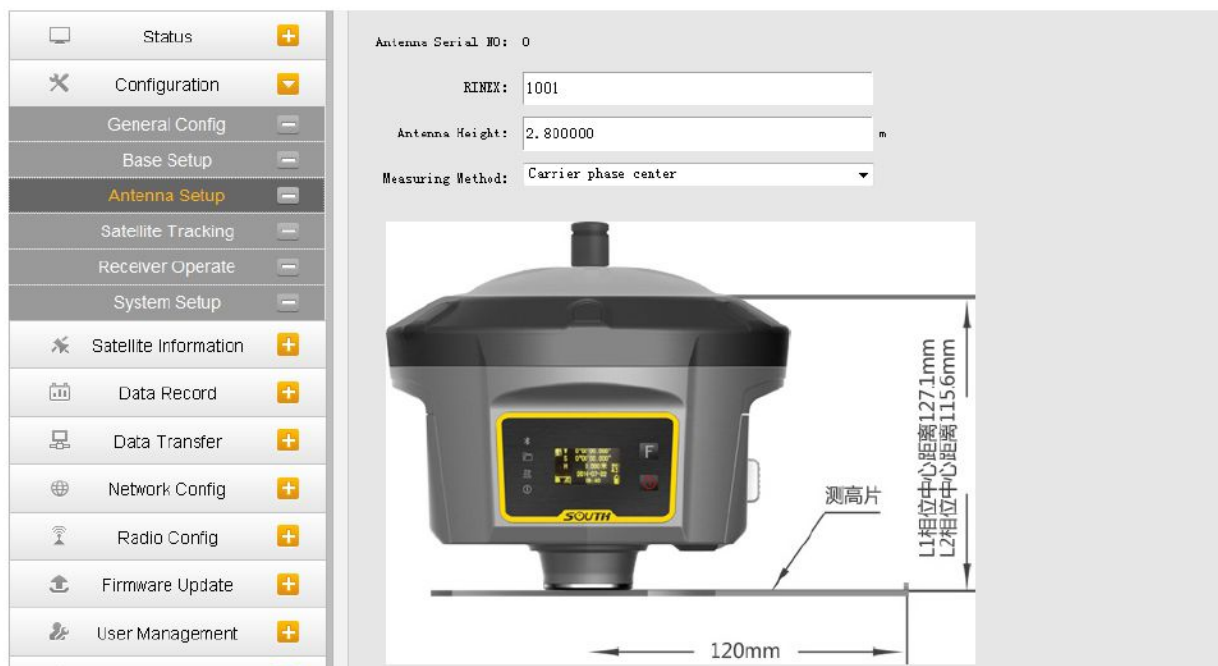 Status
Configuration
General Config
Base Setup
Antenna Setup
Satellite Tracking
Receiver Operate
System Setup
Satellite Information
Data Record
Data Transfer
Network Config
Radio Config
Firmware Update
User Management
Antenna Serial NO: 0
RINEX: 1001
Antenna Height: 2.800000 m
Measuring Method: Carrier phase center
F
SOUTH
测高片
L1相位中心距离127.1mm
L2相位中心距离115.6mm
120mm